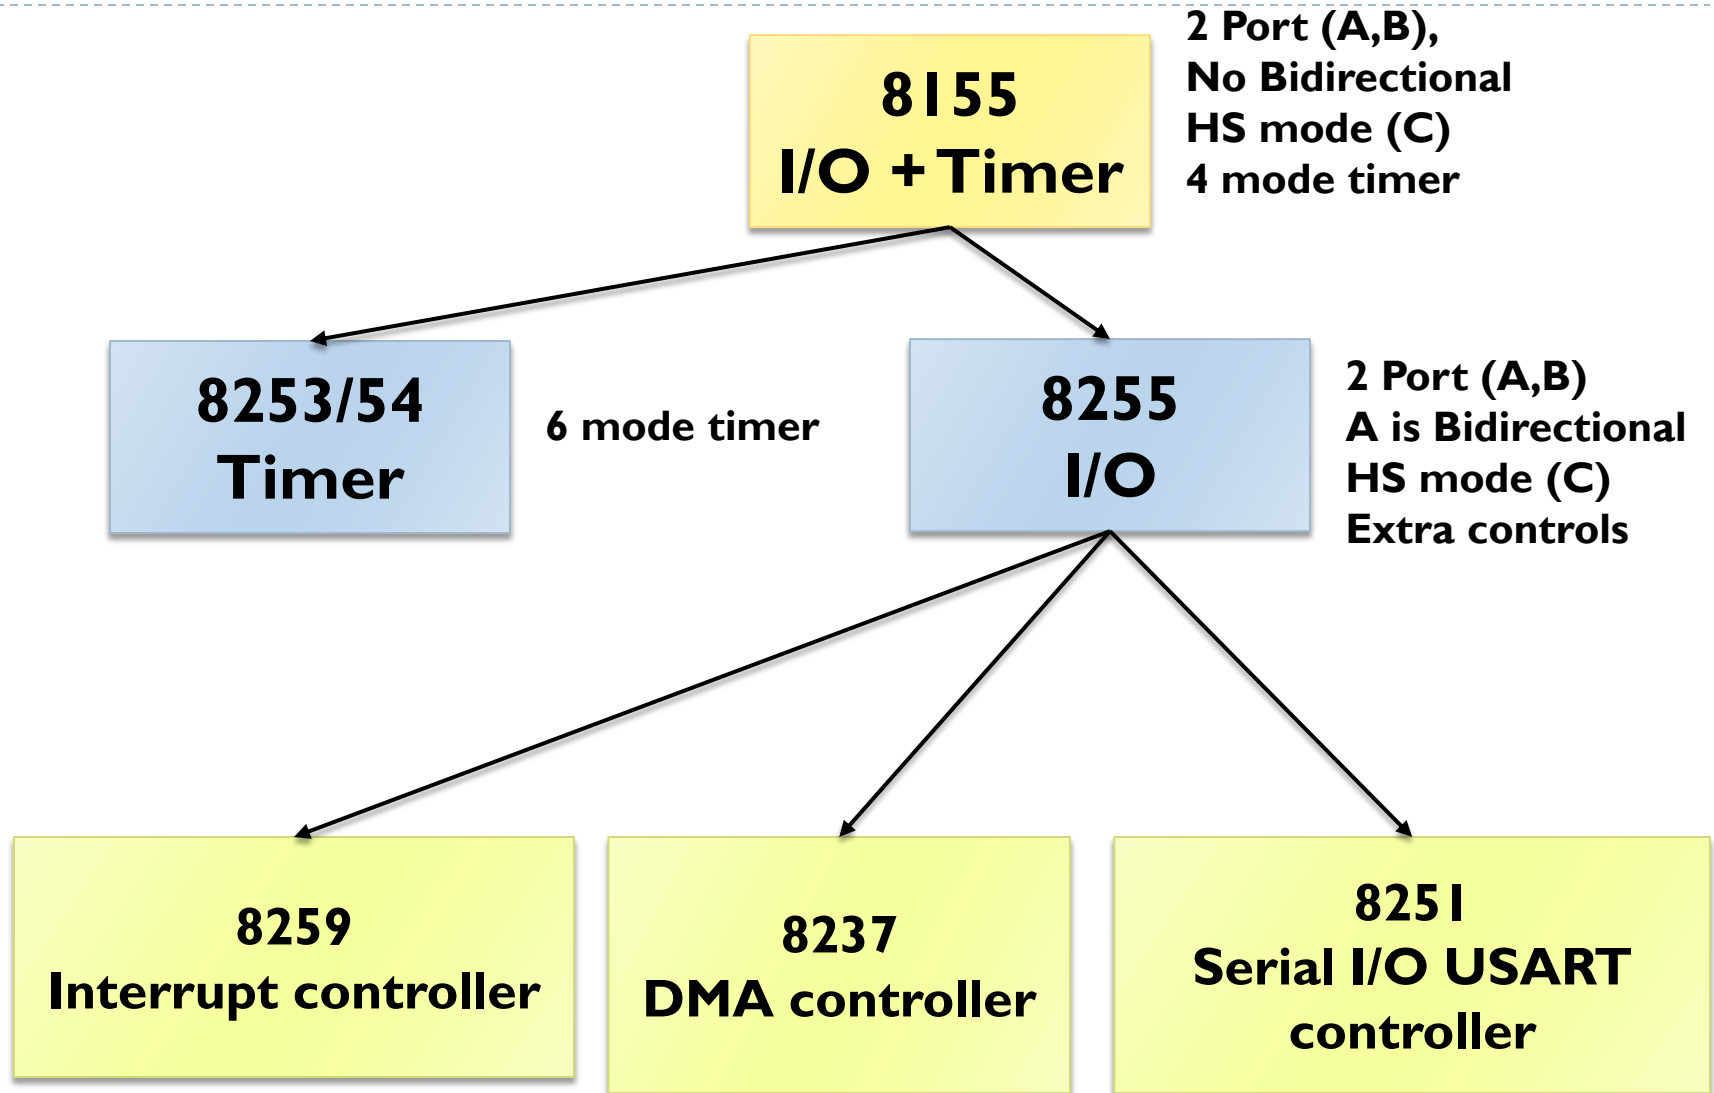 2 Port (A,B),
No Bidirectional
HS mode (C)
4 mode timer
8155
I/O + Timer
8253/54
Timer
6 mode timer
8255
I/O
2 Port (A,B)
A is Bidirectional
HS mode (C)
Extra controls
8259
Interrupt controller
8237
DMA controller
8251
Serial I/O USART
controller